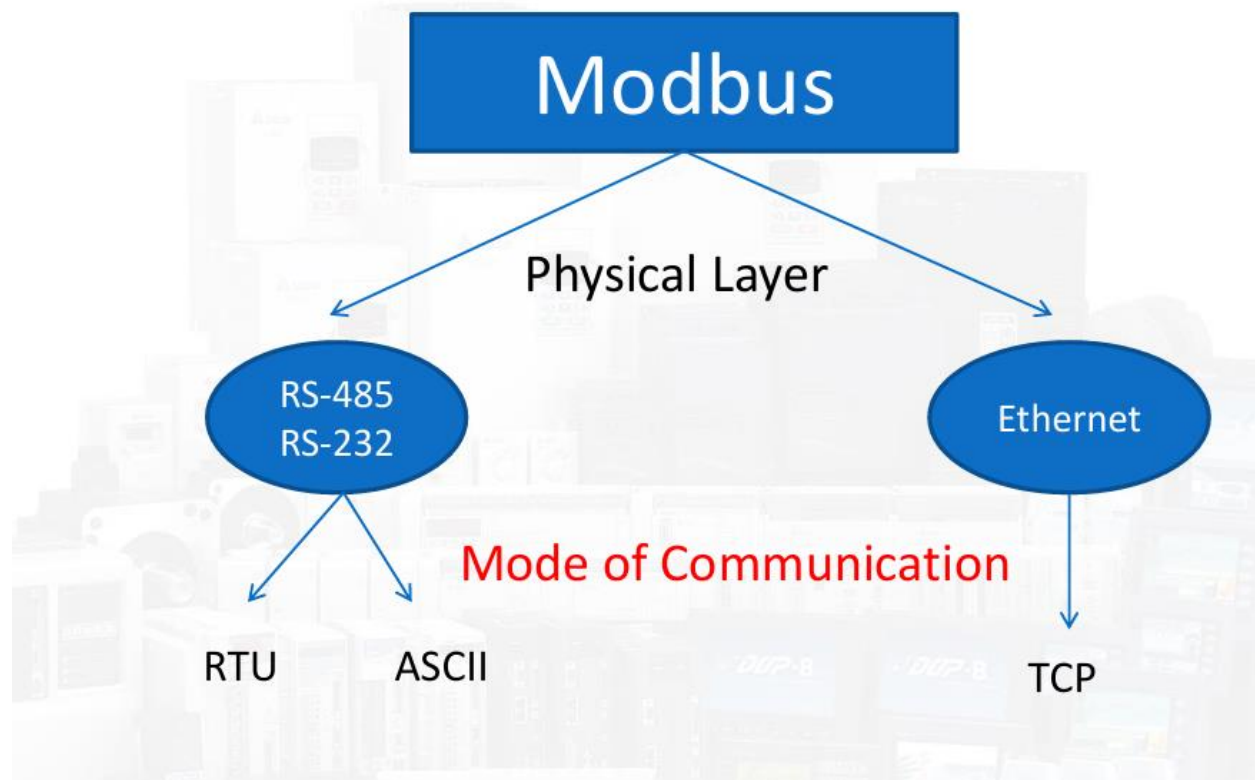 Modbus
Physical Layer
RS-485
RS-232
Ethernet
Mode of Communication
RTU
ASCII
TCP